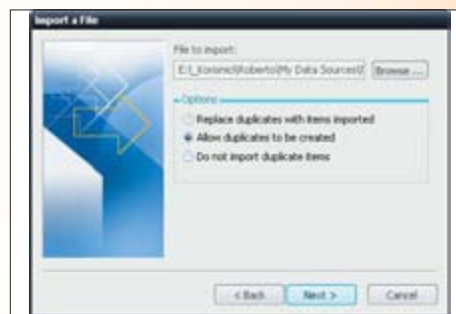 Import a File
File to import:
E:\_Korisnici\Roberto\My Data Sources\
Browse ...
Options
Replace duplicates with items imported
Allow duplicates to be created
Do not import duplicate items
< Back
Next >
Cancel